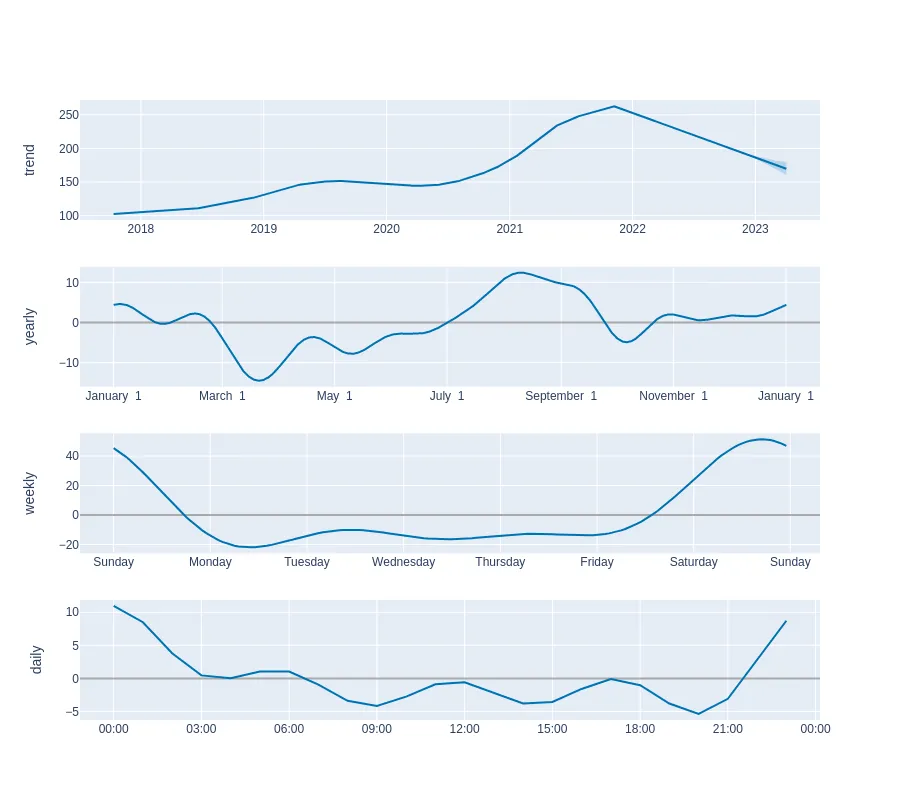 trend
250
200
150
100
2018 2019 2020 2021 2022 2023
yearly
10
0
−10
January 1 March 1 May 1 July 1 September 1 November 1 January 1
weekly
40
20
0
−20
Sunday Monday Tuesday Wednesday Thursday Friday Saturday Sunday
daily
10
5
0
−5
00:00 03:00 06:00 09:00 12:00 15:00 18:00 21:00 00:00